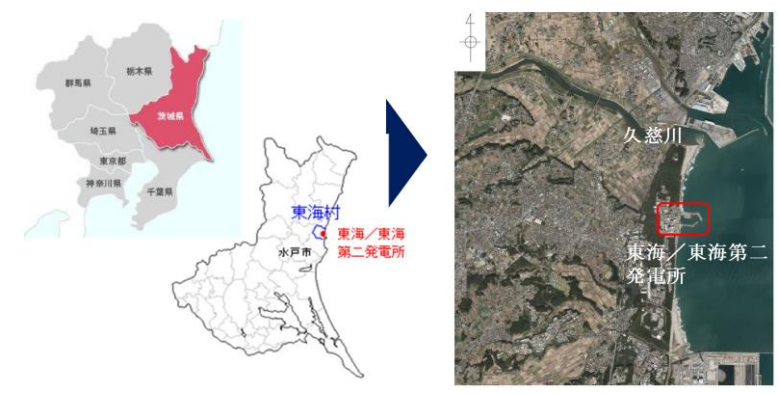 群馬県
栃木県
茨城県
埼玉県
東京都
神奈川県
千葉県
東海村
東海／東海
第二発電所
水戸市
4
久慈川
東海／東海第二
発電所